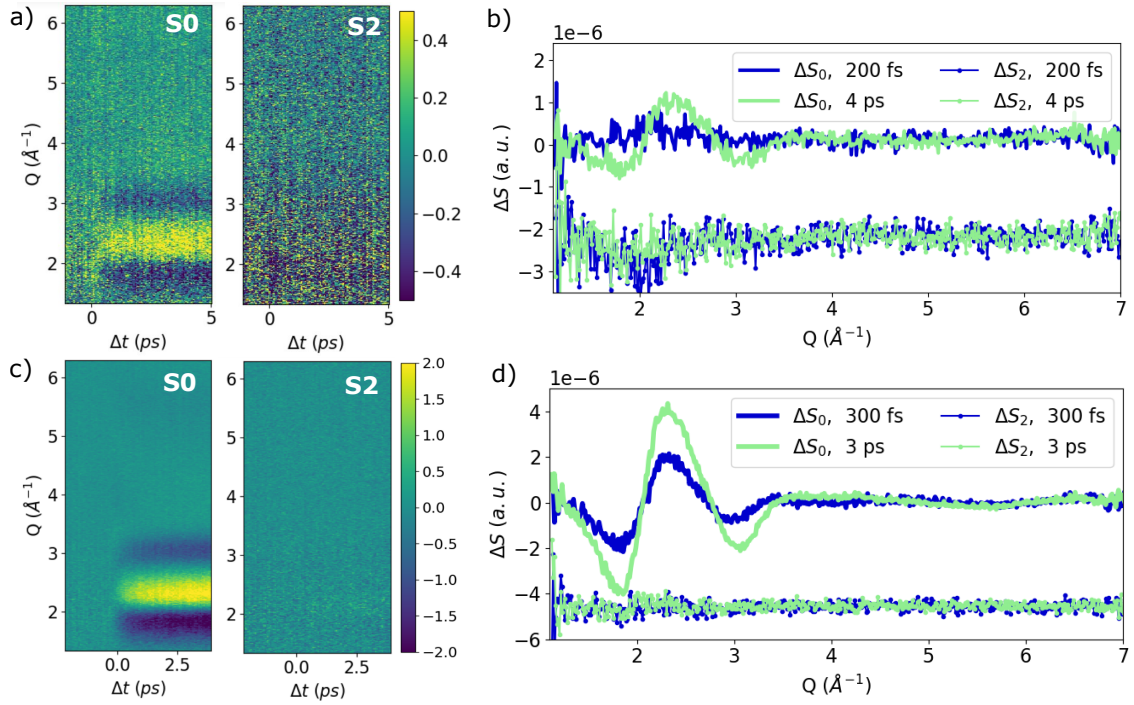 a)
S0
S2
6
5
4
3
2
Q (Å⁻¹)
0
5
Δt (ps)
0
5
Δt (ps)
0.4
0.2
0.0
−0.2
−0.4
b)
1e−6
2
1
0
−1
−2
−3
ΔS (a. u.)
ΔS₀, 200 fs
ΔS₀, 4 ps
ΔS₂, 200 fs
ΔS₂, 4 ps
2
3
4
5
6
7
Q (Å⁻¹)
c)
S0
S2
6
5
4
3
2
Q (Å⁻¹)
6
5
4
3
2
0.0
2.5
Δt (ps)
0.0
2.5
Δt (ps)
2.0
1.5
1.0
0.5
0.0
−0.5
−1.0
−1.5
−2.0
d)
1e−6
4
2
0
−2
−4
−6
ΔS (a. u.)
ΔS₀, 300 fs
ΔS₀, 3 ps
ΔS₂, 300 fs
ΔS₂, 3 ps
2
3
4
5
6
7
Q (Å⁻¹)